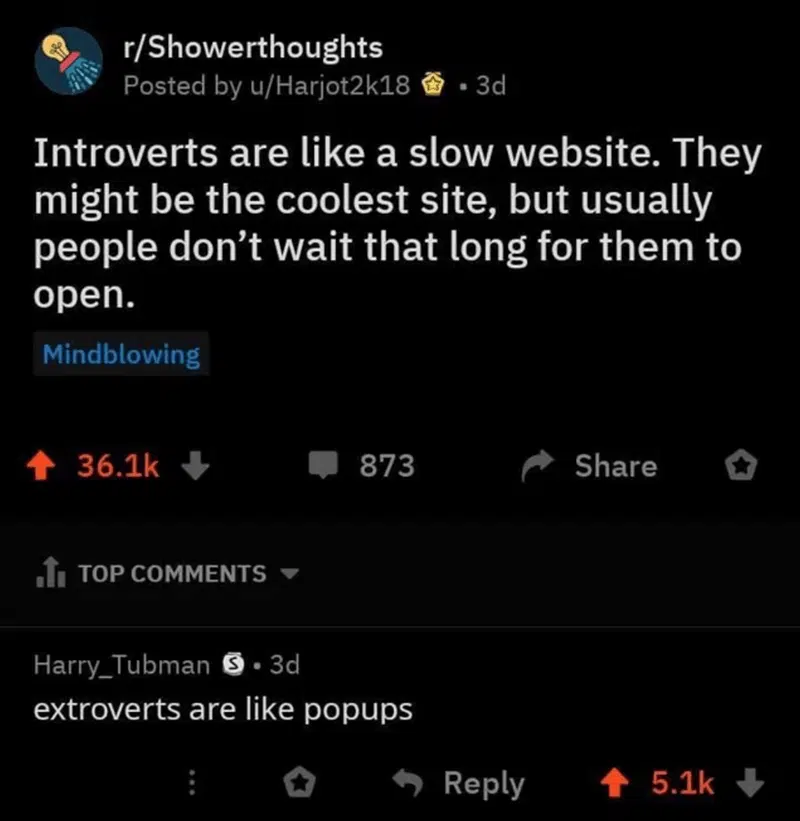 r/Showerthoughts
Posted by u/Harjot2k18 • 3d
Introverts are like a slow website. They
might be the coolest site, but usually
people don’t wait that long for them to
open.
Mindblowing
36.1k 873 Share
TOP COMMENTS
Harry_Tubman S • 3d
extroverts are like popups
Reply 5.1k